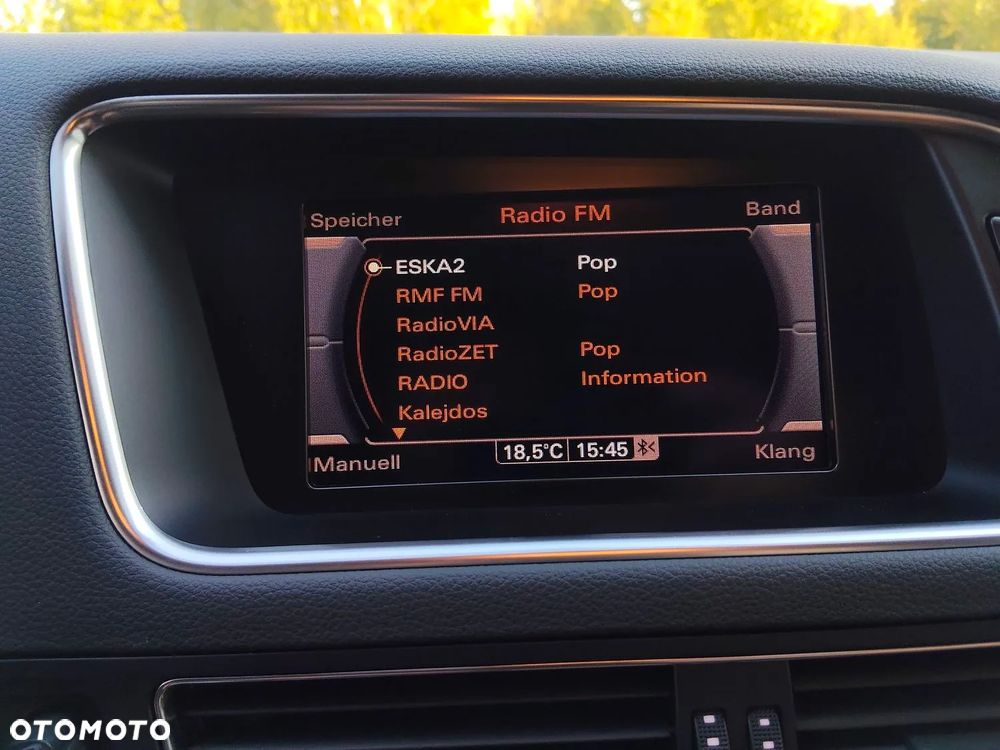 Speicher Radio FM Band
ESKA2 Pop
RMF FM Pop
RadioVIA
RadioZET Pop
RADIO Information
Kalejdos
Manuell 18,5°C 15:45 Klang
OTOMOTO